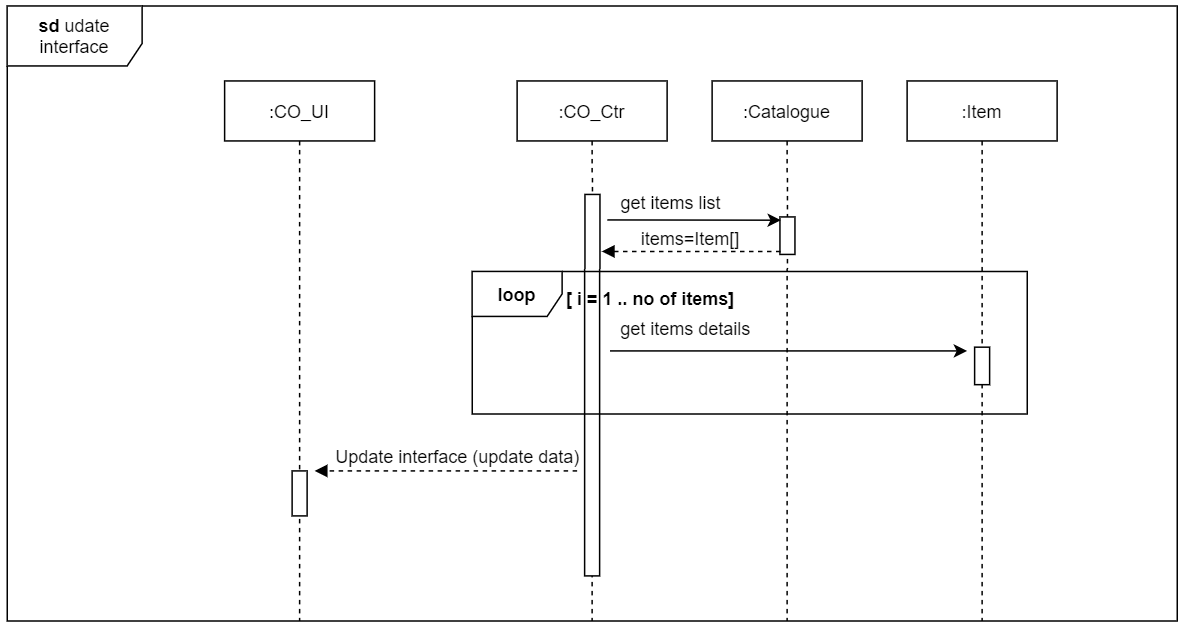 sd udate
interface
:CO_UI
:CO_Ctr
:Catalogue
:Item
get items list
items=Item[]
loop
[ i = 1 .. no of items]
get items details
Update interface (update data)